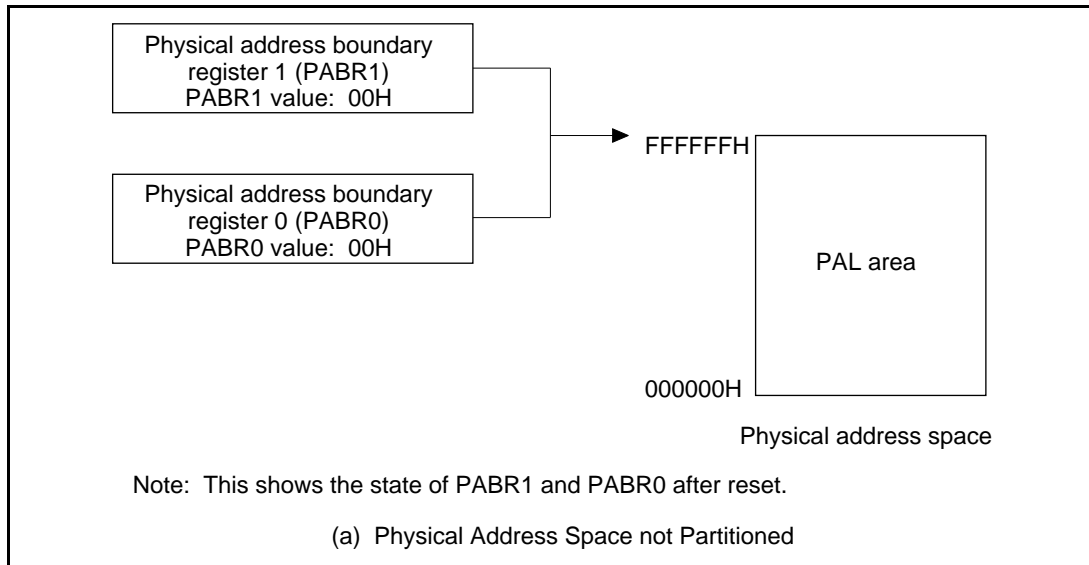 Physical address boundary
register 1 (PABR1)
PABR1 value:  00H
Physical address boundary
register 0 (PABR0)
PABR0 value:  00H
FFFFFFH
PAL area
000000H
Physical address space
Note:  This shows the state of PABR1 and PABR0 after reset.
(a)  Physical Address Space not Partitioned